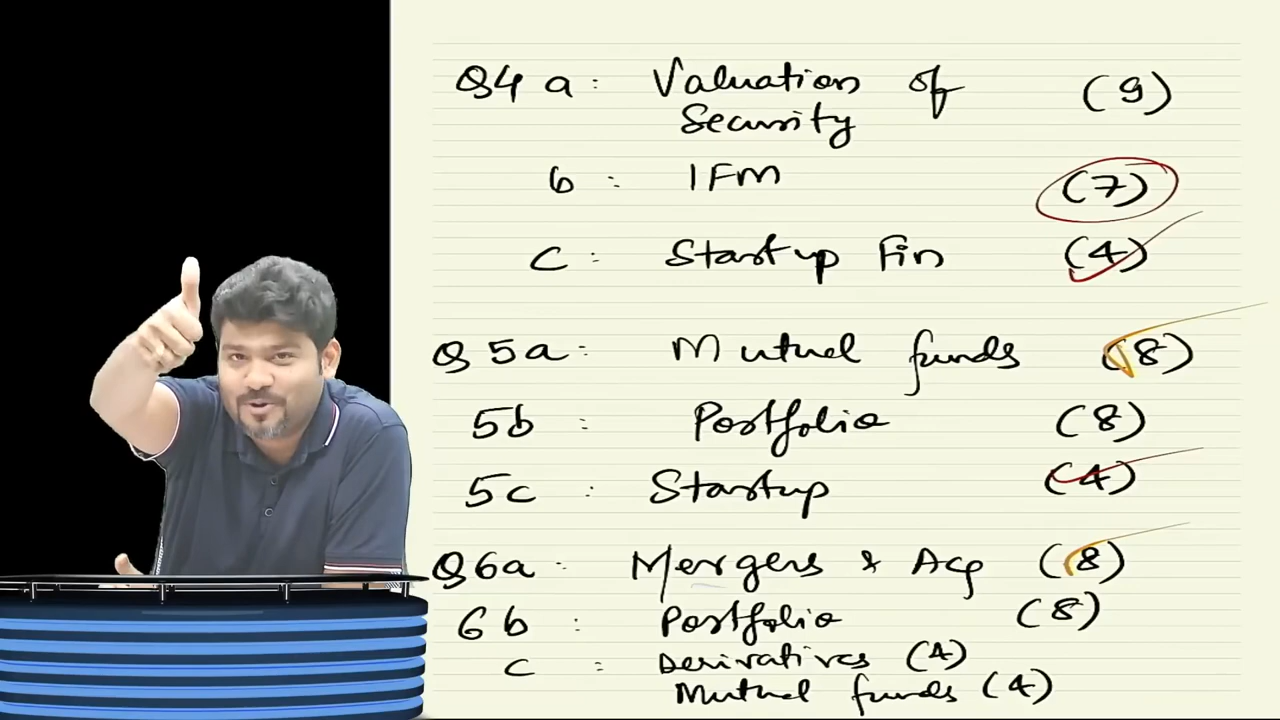 Q4 a : Valuation of (9)
Security
b : IFM (7)
c : Startup Fin (4)
Q5a : Mutual funds (8)
5b : Portfolio (8)
5c : Startup (4)
Q6a : Mergers & Acq (8)
6b : Portfolio (8)
c : Derivatives (4)
Mutual funds (4)